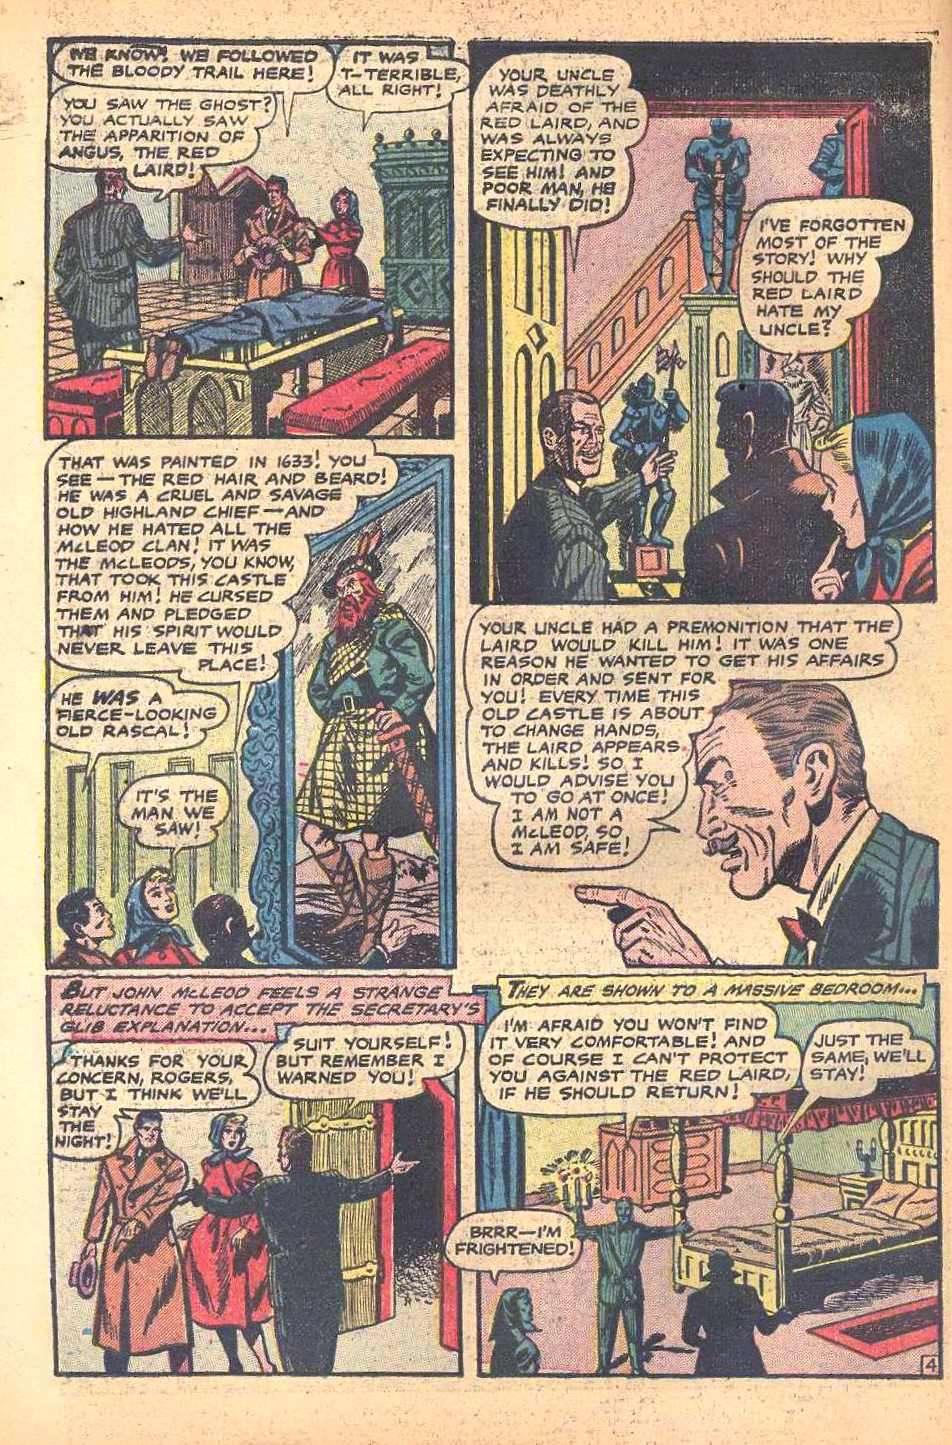 WE KNOW! WE FOLLOWED
THE BLOODY TRAIL HERE!
IT WAS
T-TERRIBLE,
ALL RIGHT!
YOU SAW THE GHOST?
YOU ACTUALLY SAW
THE APPARITION OF
ANGUS, THE RED
LAIRD!
YOUR UNCLE
WAS DEATHLY
AFRAID OF THE
RED LAIRD, AND
WAS ALWAYS
EXPECTING TO
SEE HIM! AND
POOR MAN, HE
FINALLY DID!
I'VE FORGOTTEN
MOST OF THE
STORY! WHY
SHOULD THE
RED LAIRD
HATE MY
UNCLE?
THAT WAS PAINTED IN 1633! YOU
SEE—THE RED HAIR AND BEARD!
HE WAS A CRUEL AND SAVAGE
OLD HIGHLAND CHIEF—AND
HOW HE HATED ALL THE
McLEOD CLAN! IT WAS
THE McLEODS, YOU KNOW,
THAT TOOK THIS CASTLE
FROM HIM! HE CURSED
THEM AND PLEDGED
THAT HIS SPIRIT WOULD
NEVER LEAVE THIS
PLACE!
HE WAS A
FIERCE-LOOKING
OLD RASCAL!
IT'S THE
MAN WE
SAW!
YOUR UNCLE HAD A PREMONITION THAT THE
LAIRD WOULD KILL HIM! IT WAS ONE
REASON HE WANTED TO GET HIS AFFAIRS
IN ORDER AND SENT FOR
YOU! EVERY TIME THIS
OLD CASTLE IS ABOUT
TO CHANGE HANDS,
THE LAIRD APPEARS
AND KILLS! SO I
WOULD ADVISE YOU
TO GO AT ONCE!
I AM NOT A
McLEOD, SO
I AM SAFE!
BUT JOHN McLEOD FEELS A STRANGE
RELUCTANCE TO ACCEPT THE SECRETARY'S
GLIB EXPLANATION...
THANKS FOR YOUR
CONCERN, ROGERS,
BUT I THINK WE'LL
STAY
THE
NIGHT!
SUIT YOURSELF!
BUT REMEMBER I
WARNED YOU!
THEY ARE SHOWN TO A MASSIVE BEDROOM...
I'M AFRAID YOU WON'T FIND
IT VERY COMFORTABLE! AND
OF COURSE I CAN'T PROTECT
YOU AGAINST THE RED LAIRD,
IF HE SHOULD RETURN!
JUST THE
SAME, WE'LL
STAY!
BRRR—I'M
FRIGHTENED!
4